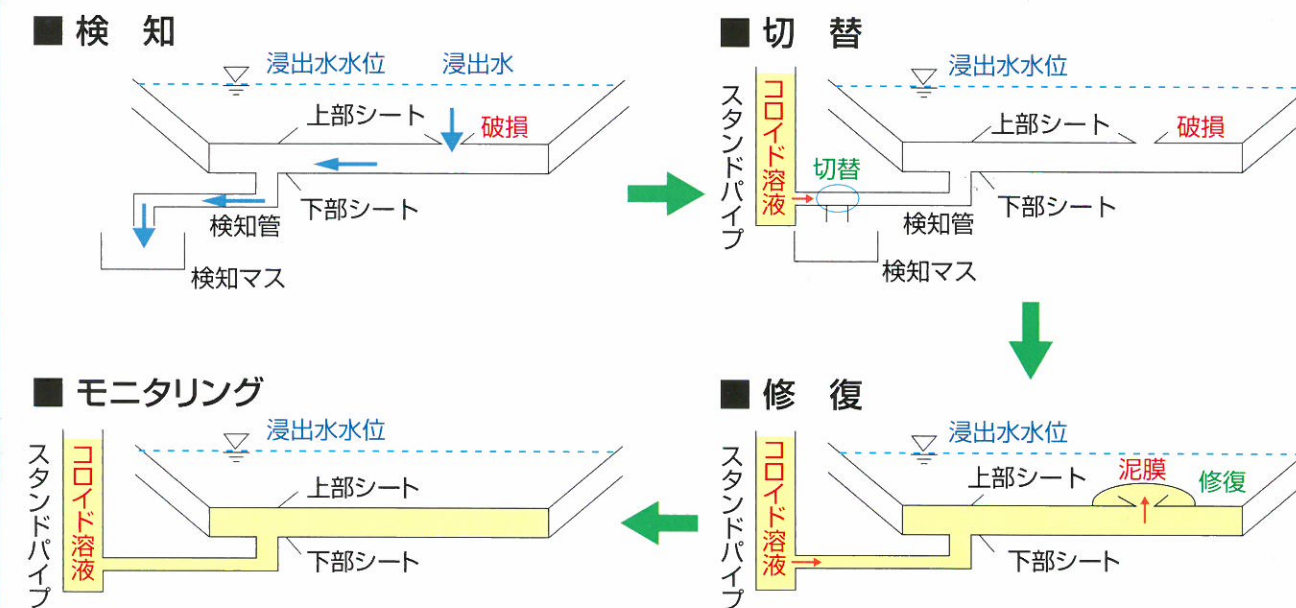 ■ 検　知
浸出水水位
浸出水
上部シート
破損
下部シート
検知管
検知マス
■ 切　替
スタンドパイプ
コロイド溶液
浸出水水位
上部シート
破損
切替
下部シート
検知管
検知マス
■ モニタリング
スタンドパイプ
コロイド溶液
浸出水水位
上部シート
下部シート
■ 修　復
スタンドパイプ
コロイド溶液
浸出水水位
上部シート
泥膜
修復
下部シート